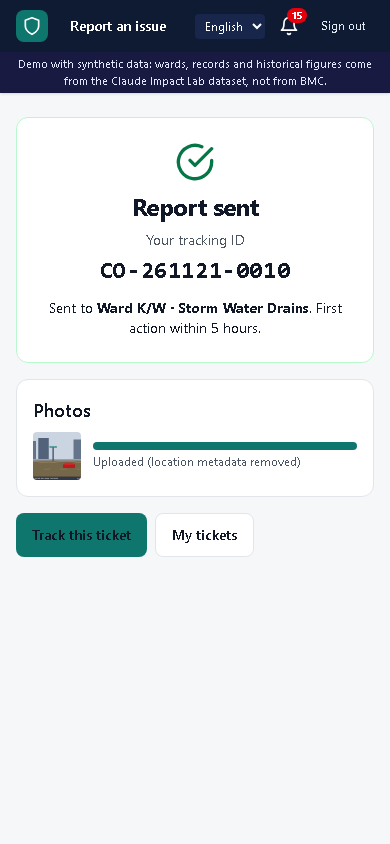 Report an issue
English
15
Sign out
Demo with synthetic data: wards, records and historical figures come
from the Claude Impact Lab dataset, not from BMC.
Report sent
Your tracking ID
CO-261121-0010
Sent to Ward K/W · Storm Water Drains. First
action within 5 hours.
Photos
Uploaded (location metadata removed)
Track this ticket
My tickets